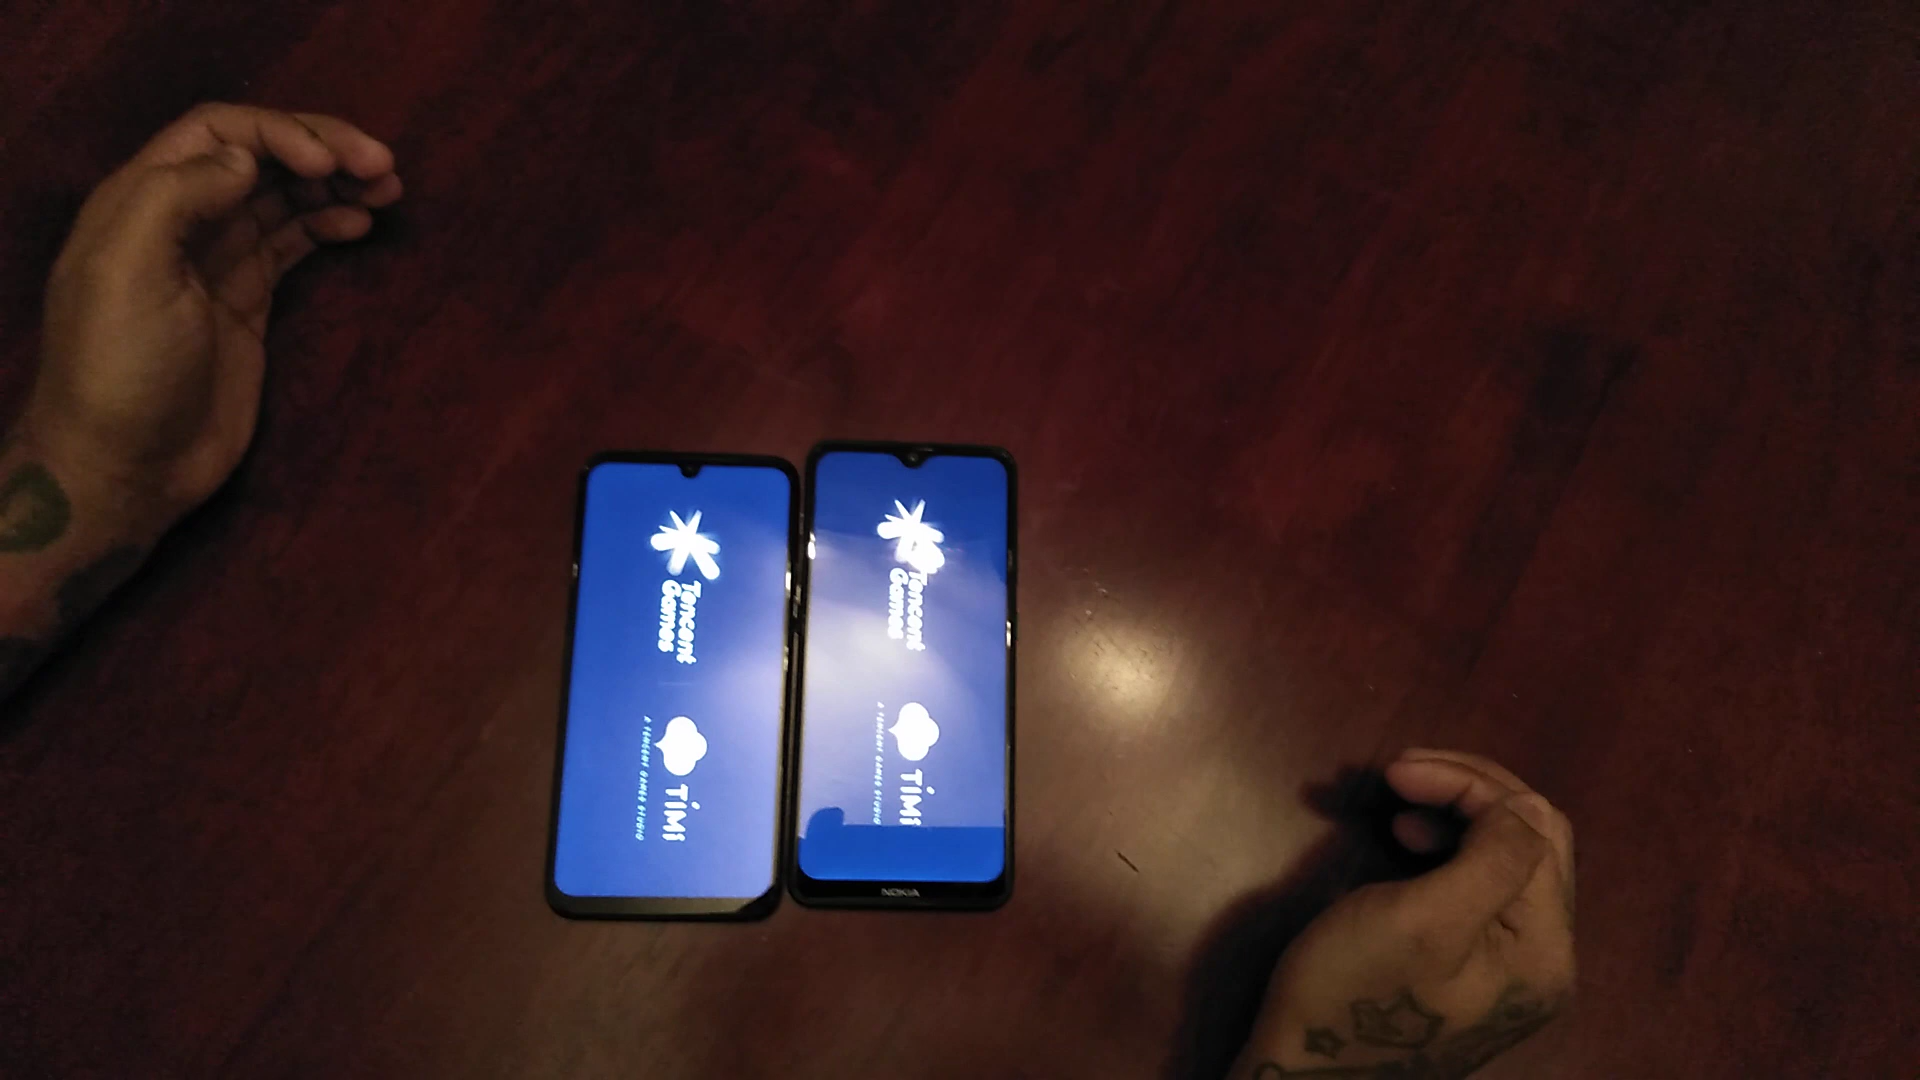 Tencent
Games
TiMi
A TENCENT GAMES STUDIO
Tencent
Games
TiMi
A TENCENT GAMES STUDIO
NOKIA